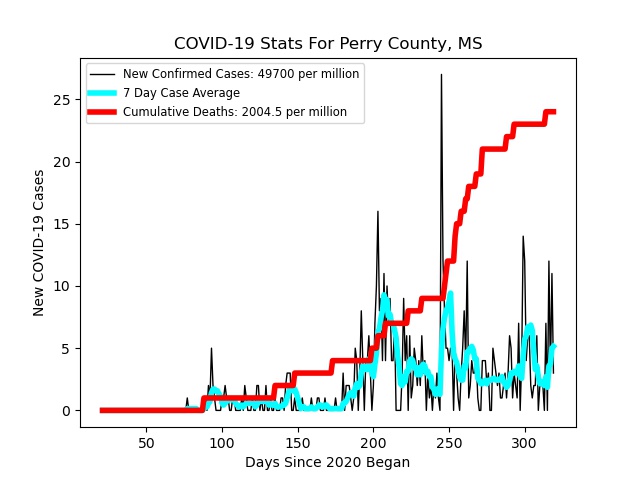 COVID-19 Stats For Perry County, MS
New Confirmed Cases: 49700 per million
7 Day Case Average
Cumulative Deaths: 2004.5 per million
New COVID-19 Cases
25
20
15
10
5
0
50 100 150 200 250 300
Days Since 2020 Began